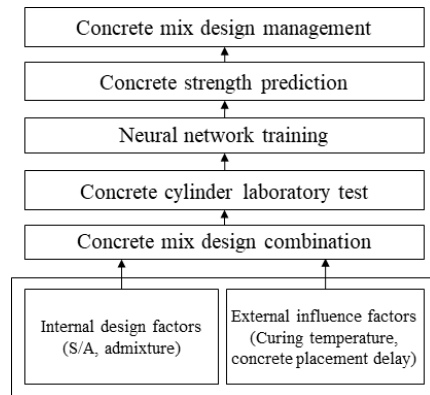 Concrete mix design management
Concrete strength prediction
Neural network training
Concrete cylinder laboratory test
Concrete mix design combination
Internal design factors
(S/A, admixture)
External influence factors
(Curing temperature,
concrete placement delay)